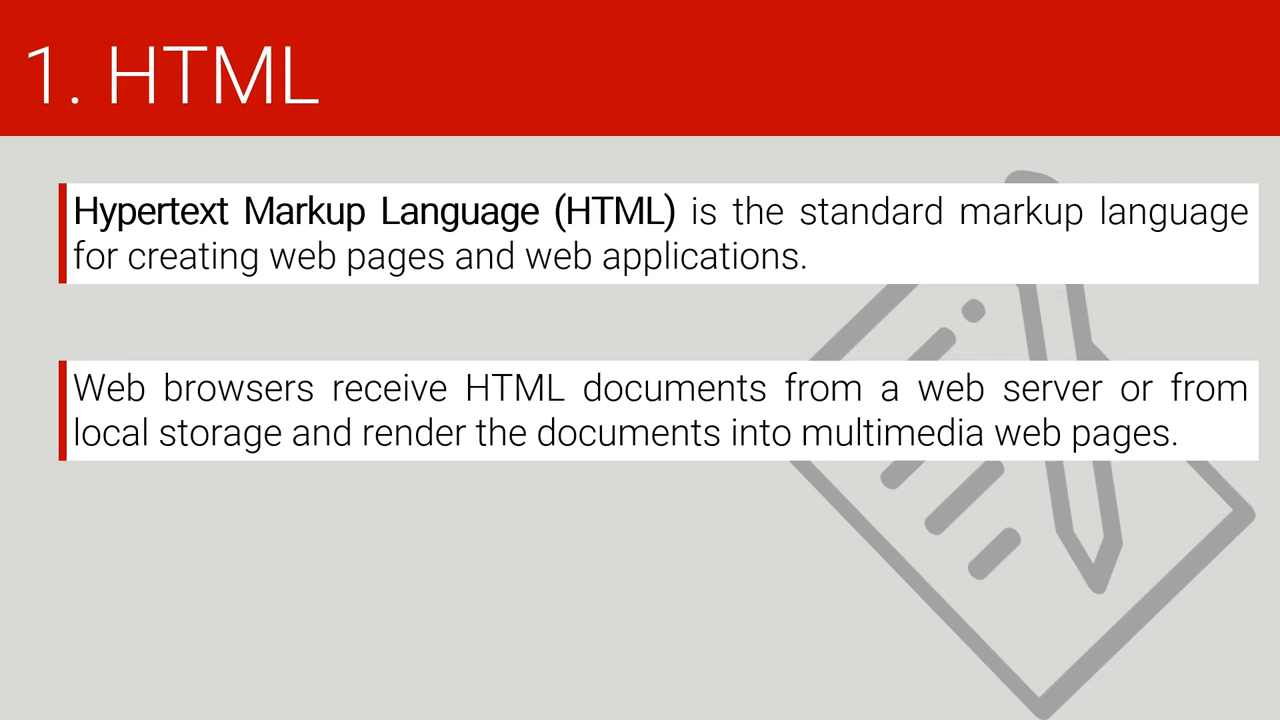 1. HTML
Hypertext Markup Language (HTML) is the standard markup language
for creating web pages and web applications.
Web browsers receive HTML documents from a web server or from
local storage and render the documents into multimedia web pages.